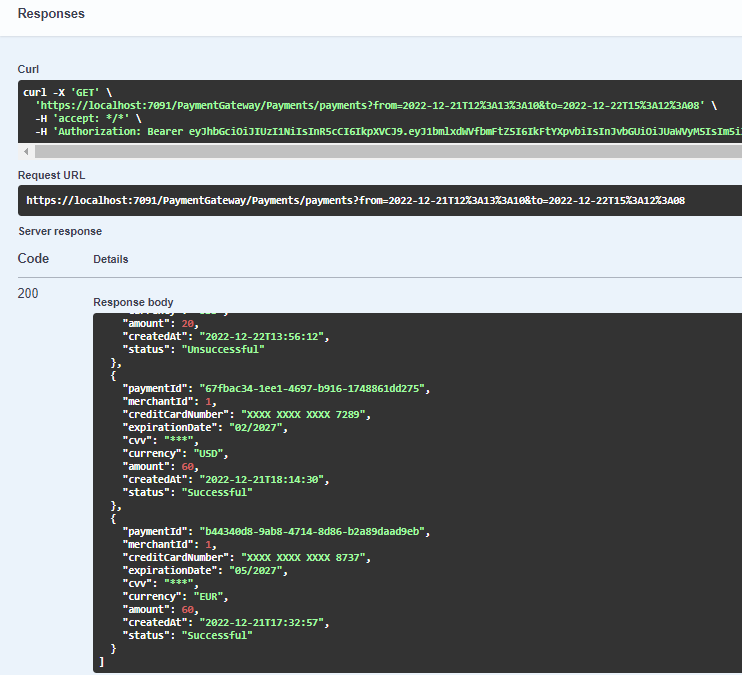 Responses
Curl
curl -X 'GET' \
'https://localhost:7091/PaymentGateway/Payments/payments?from=2022-12-21T12%3A13%3A10&to=2022-12-22T15%3A12%3A08' \
-H 'accept: */*' \
-H 'Authorization: Bearer
Request URL
https://localhost:7091/PaymentGateway/Payments/payments?from=2022-12-21T12%3A13%3A10&to=2022-12-22T15%3A12%3A08
Server response
Code Details
200
Response body
"amount": 20,
"createdAt": "2022-12-22T13:56:12",
"status": "Unsuccessful"
},
{
"paymentId": "67fbac34-1ee1-4697-b916-1748861dd275",
"merchantId": 1,
"creditCardNumber": "XXXX XXXX XXXX 7289",
"expirationDate": "02/2027",
"cvv": "***",
"currency": "USD",
"amount": 60,
"createdAt": "2022-12-21T18:14:30",
"status": "Successful"
},
{
"paymentId": "b44340d8-9ab8-4714-8d86-b2a89daad9eb",
"merchantId": 1,
"creditCardNumber": "XXXX XXXX XXXX 8737",
"expirationDate": "05/2027",
"cvv": "***",
"currency": "EUR",
"amount": 60,
"createdAt": "2022-12-21T17:32:57",
"status": "Successful"
}
]